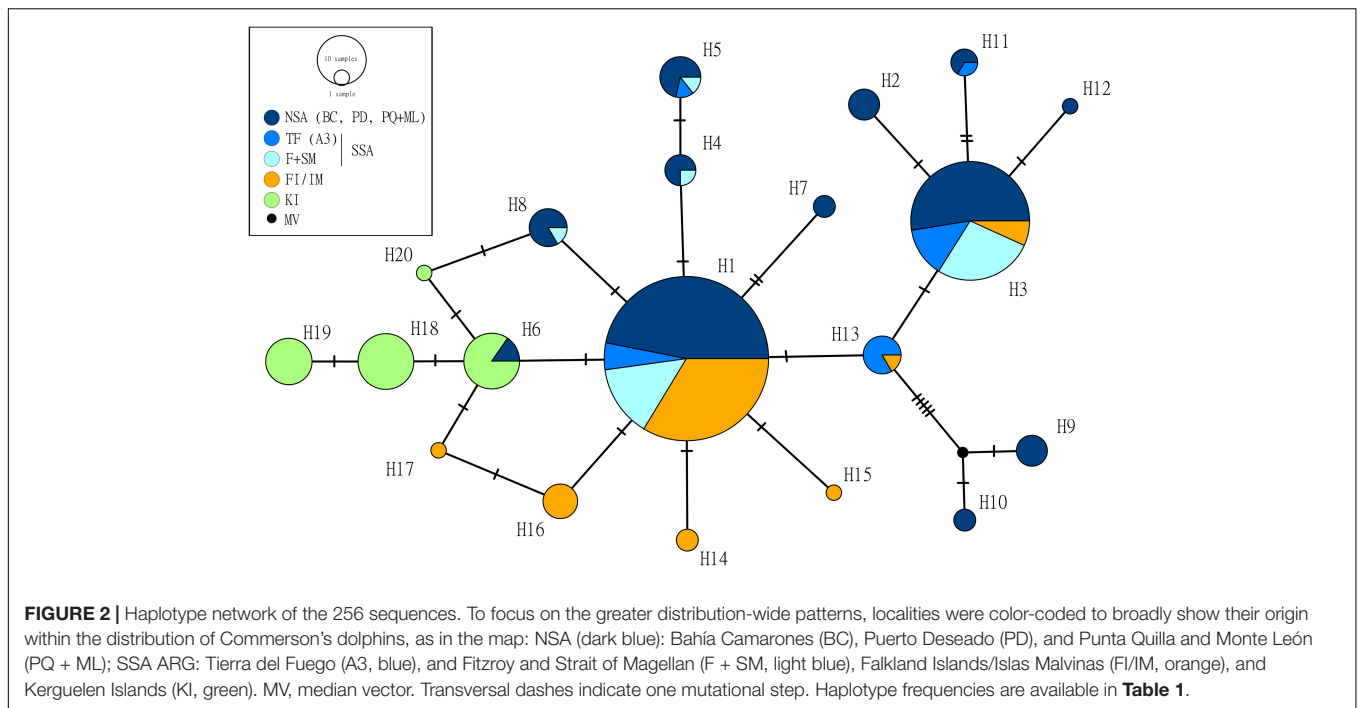 10 samples
1 sample
NSA (BC, PD, PQ+ML)
TF (A3)
F+SM
SSA
FI/IM
KI
MV
H5
H4
H11
H2
H12
H7
H8
H20
H1
H3
H19
H18
H6
H13
H17
H16
H15
H14
H9
H10
FIGURE 2 | Haplotype network of the 256 sequences. To focus on the greater distribution-wide patterns, localities were color-coded to broadly show their origin
within the distribution of Commerson's dolphins, as in the map: NSA (dark blue): Bahía Camarones (BC), Puerto Deseado (PD), and Punta Quilla and Monte León
(PQ + ML); SSA ARG: Tierra del Fuego (A3, blue), and Fitzroy and Strait of Magellan (F + SM, light blue), Falkland Islands/Islas Malvinas (FI/IM, orange), and
Kerguelen Islands (KI, green). MV, median vector. Transversal dashes indicate one mutational step. Haplotype frequencies are available in Table 1.